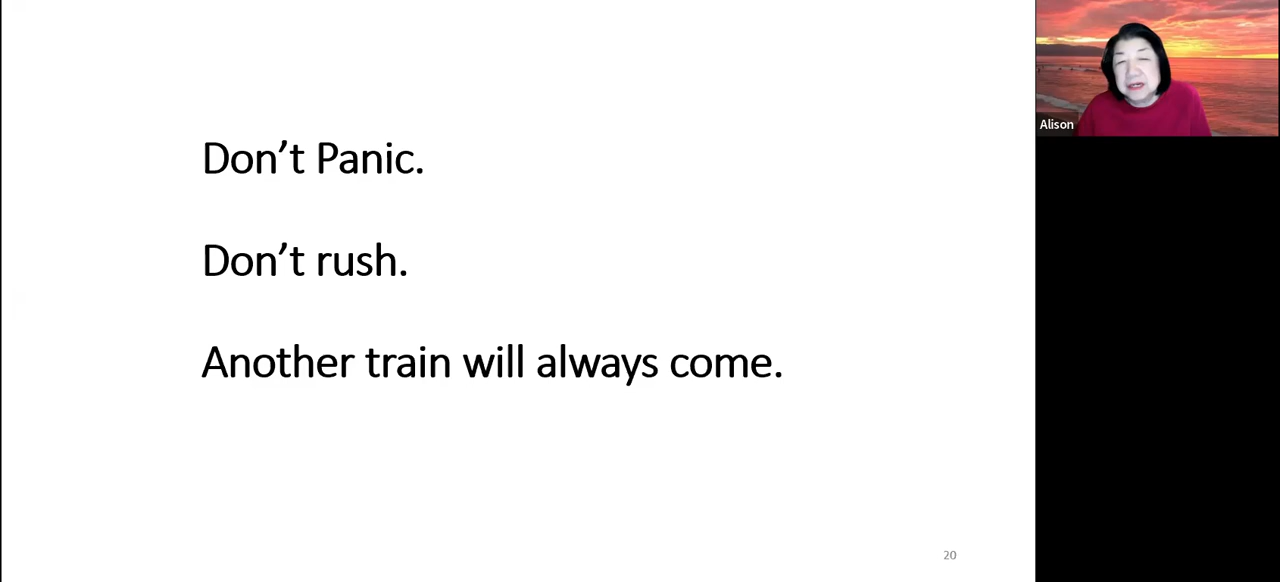 Don’t Panic.
Don’t rush.
Another train will always come.
20
Alison